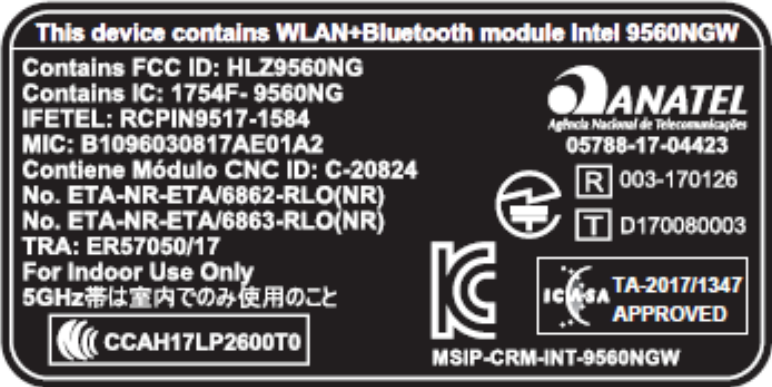 This device contains WLAN+Bluetooth module Intel 9560NGW
Contains FCC ID: HLZ9560NG
Contains IC: 1754F- 9560NG
IFETEL: RCPIN9517-1584
MIC: B1096030817AE01A2
Contiene Módulo CNC ID: C-20824
No. ETA-NR-ETA/6862-RLO(NR)
No. ETA-NR-ETA/6863-RLO(NR)
TRA: ER57050/17
For Indoor Use Only
5GHz帯は室内でのみ使用のこと
CCAH17LP2600T0
ANATEL
Agência Nacional de Telecomunicações
05788-17-04423
R 003-170126
T D170080003
ICASA
TA-2017/1347
APPROVED
MSIP-CRM-INT-9560NGW